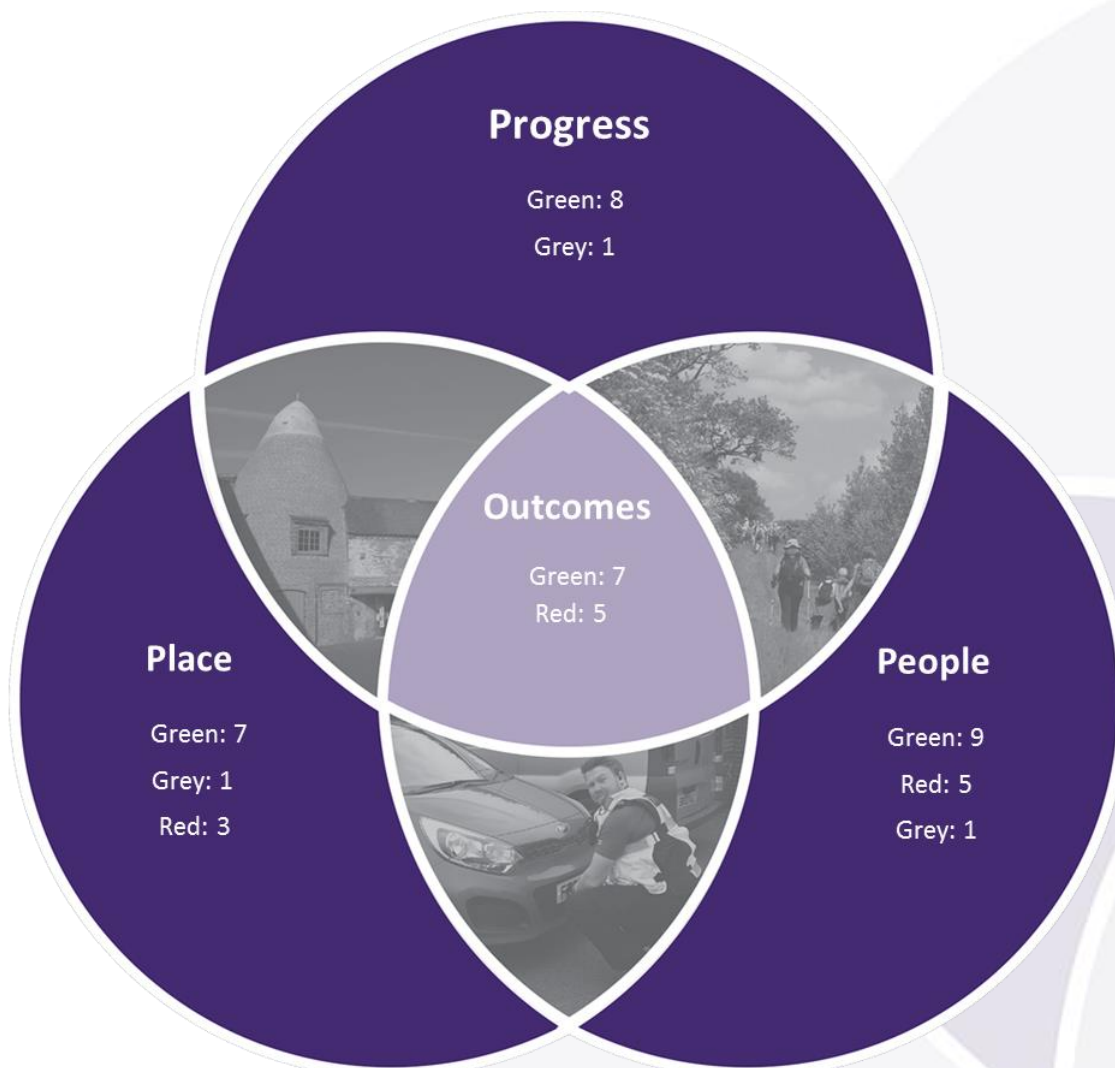 Progress
Green: 8
Grey: 1
Outcomes
Green: 7
Red: 5
Place
Green: 7
Grey: 1
Red: 3
People
Green: 9
Red: 5
Grey: 1